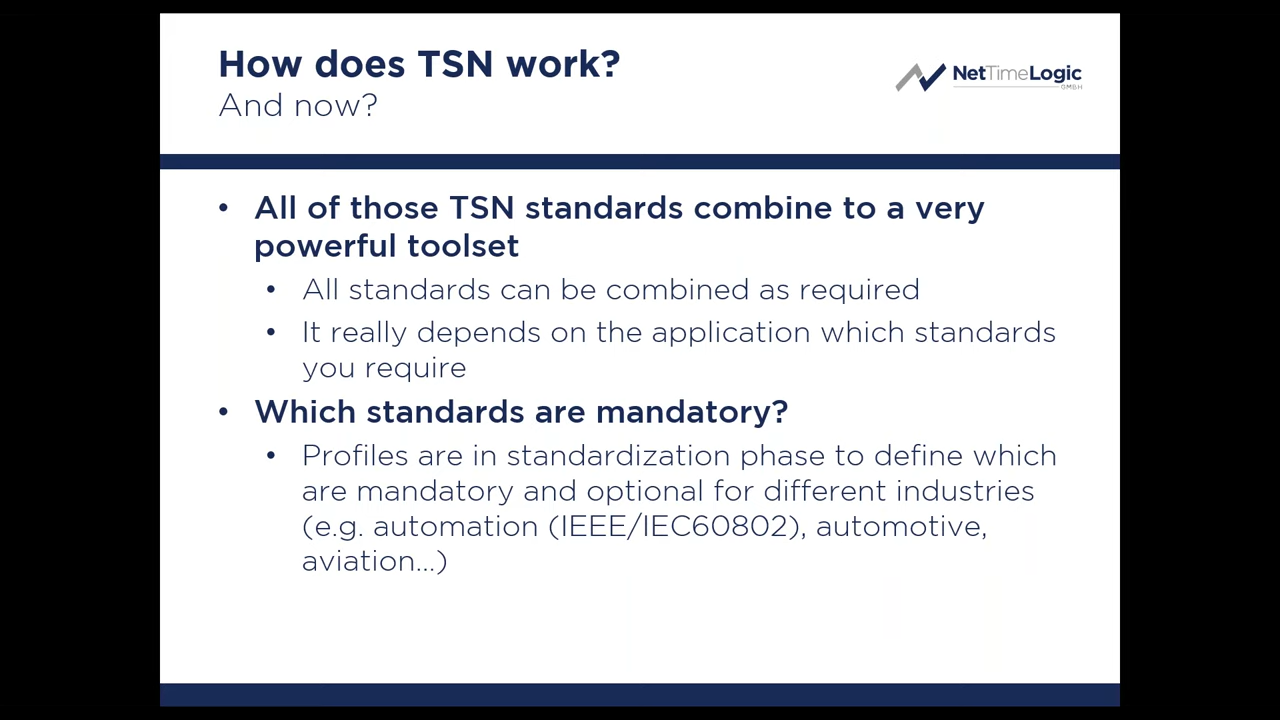 How does TSN work?
And now?
NetTimeLogic
GMBH
• All of those TSN standards combine to a very
powerful toolset
• All standards can be combined as required
• It really depends on the application which standards
you require
• Which standards are mandatory?
• Profiles are in standardization phase to define which
are mandatory and optional for different industries
(e.g. automation (IEEE/IEC60802), automotive,
aviation...)